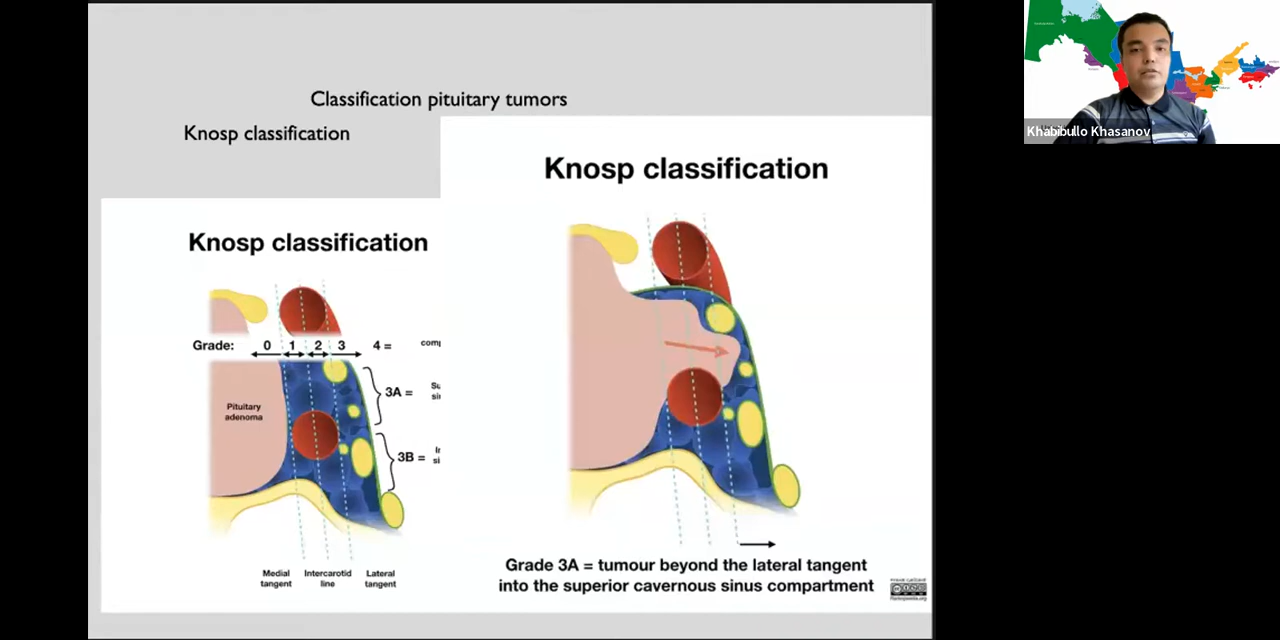 Classification pituitary tumors
Knosp classification
Knosp classification
Grade: 0 1 2 3 4 =
3A =
Pituitary
adenoma
3B =
Medial
tangent
Intercarotid
line
Lateral
tangent
Knosp classification
Grade 3A = tumour beyond the lateral tangent
into the superior cavernous sinus compartment
Khabibullo Khasanov